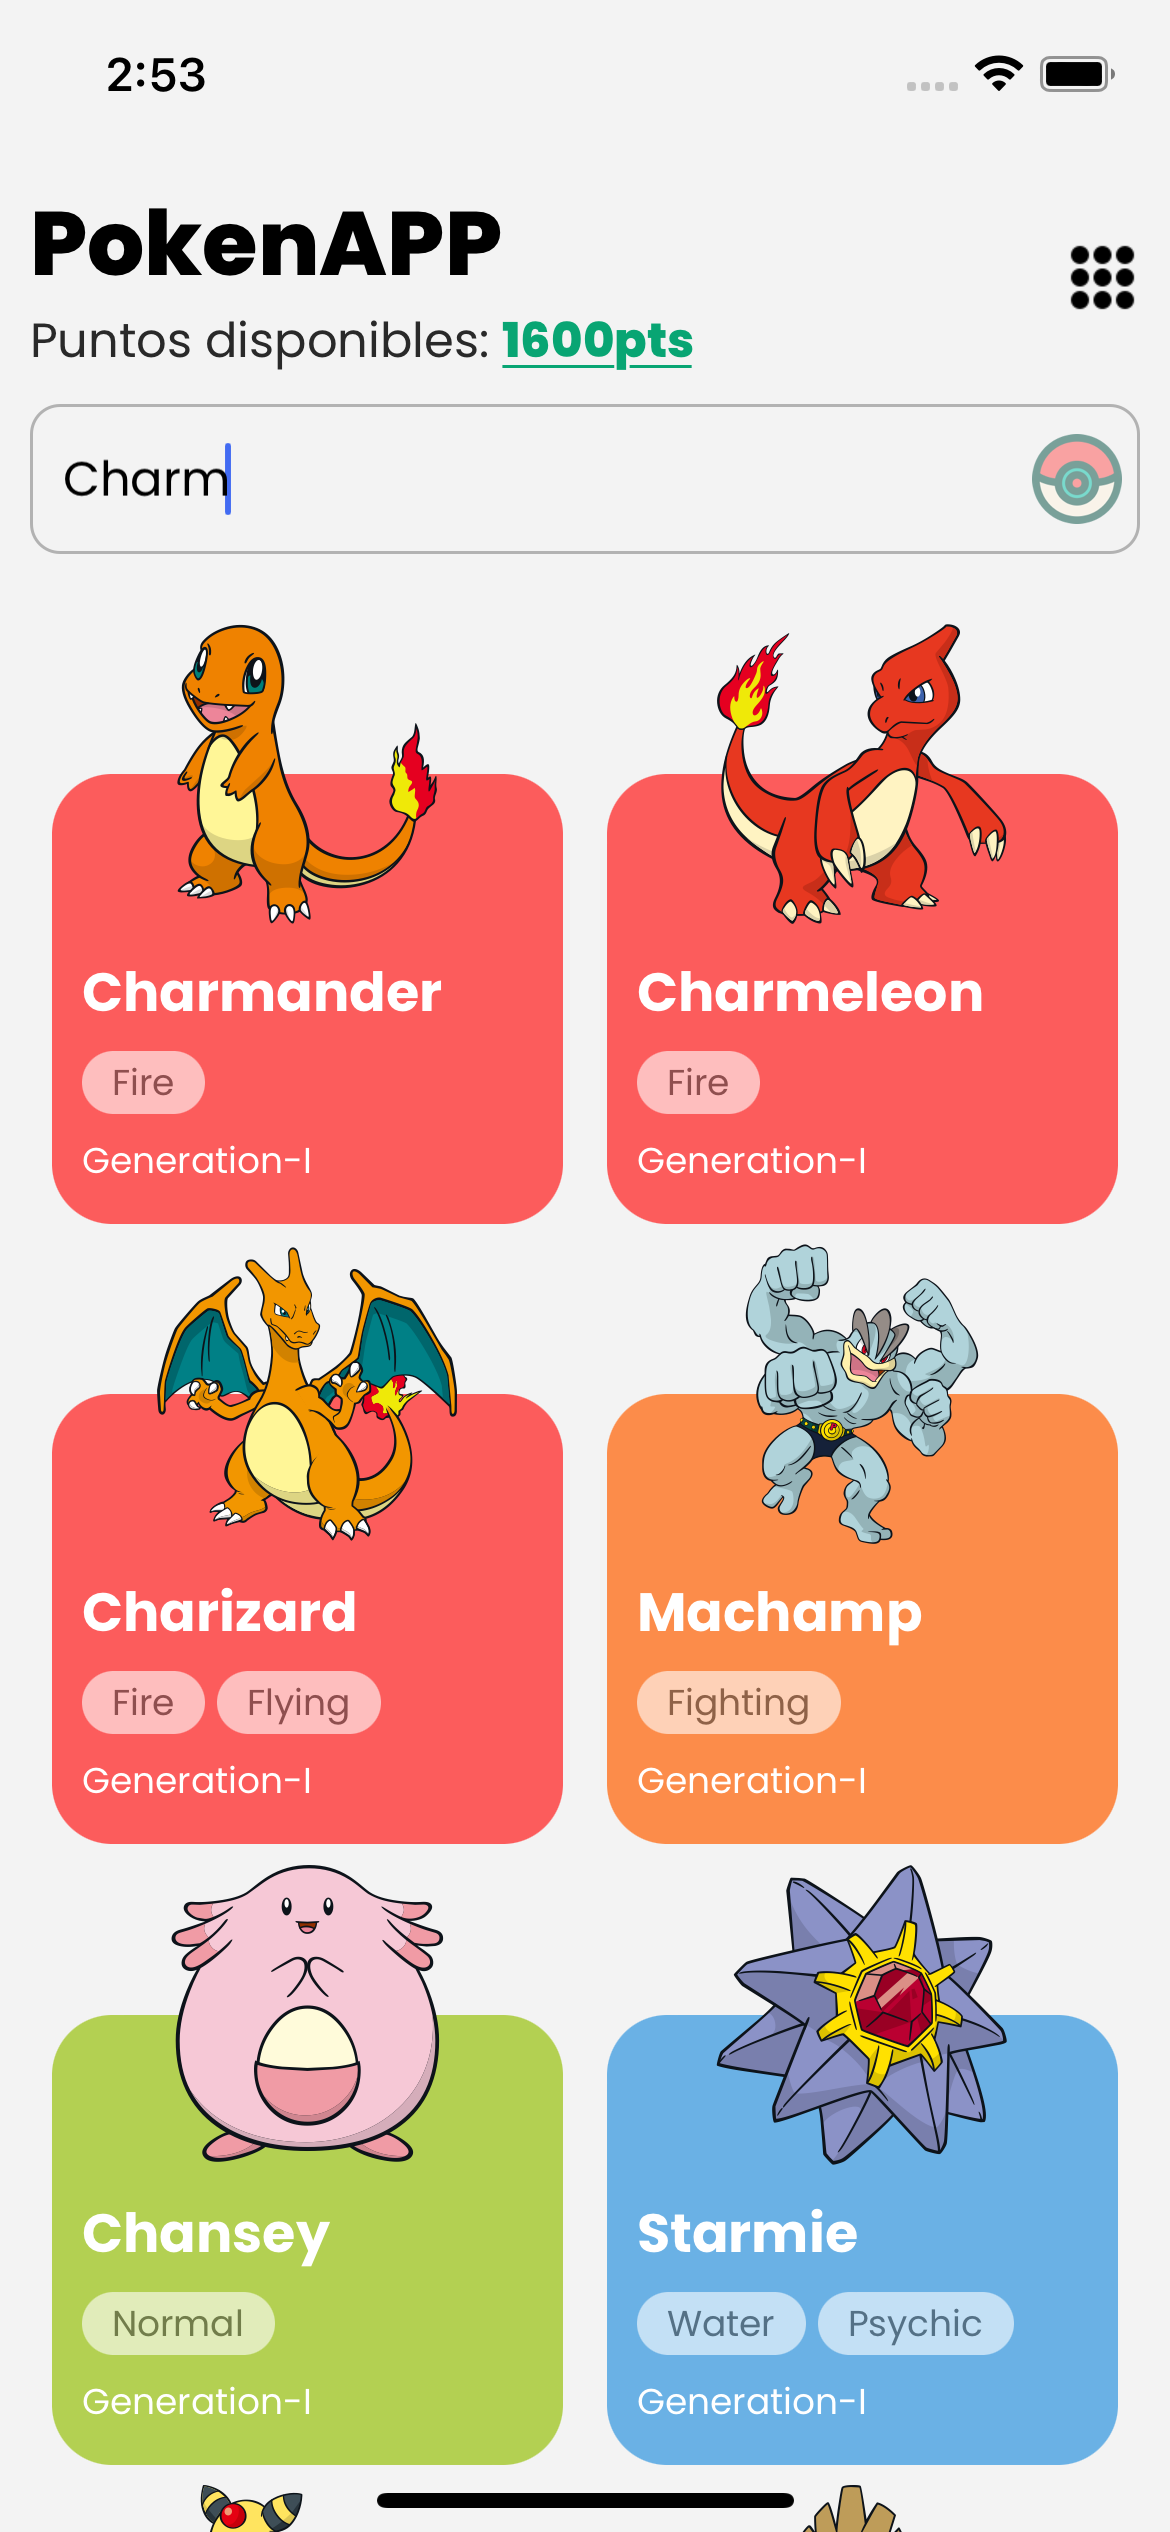 2:53
PokenAPP
Puntos disponibles: 1600pts
Charm
Charmander
Fire
Generation-I
Charmeleon
Fire
Generation-I
Charizard
Fire Flying
Generation-I
Machamp
Fighting
Generation-I
Chansey
Normal
Generation-I
Starmie
Water Psychic
Generation-I